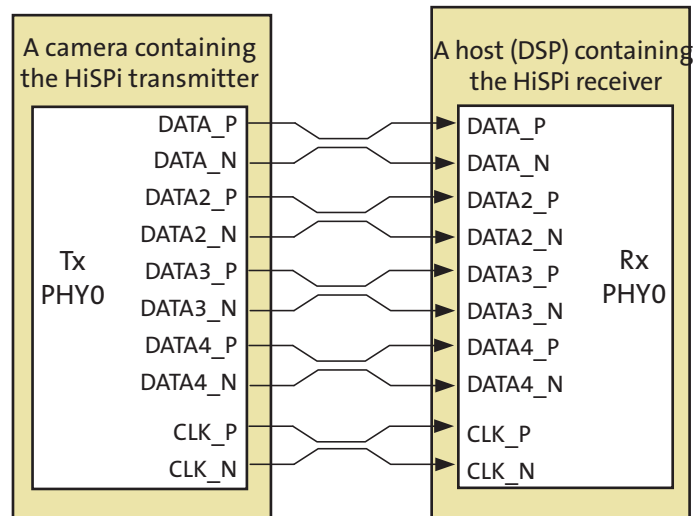 A camera containing
the HiSPi transmitter
Tx
PHY0
DATA_P
DATA_N
DATA2_P
DATA2_N
DATA3_P
DATA3_N
DATA4_P
DATA4_N
CLK_P
CLK_N
A host (DSP) containing
the HiSPi receiver
DATA_P
DATA_N
DATA2_P
DATA2_N
DATA3_P
DATA3_N
DATA4_P
DATA4_N
CLK_P
CLK_N
Rx
PHY0